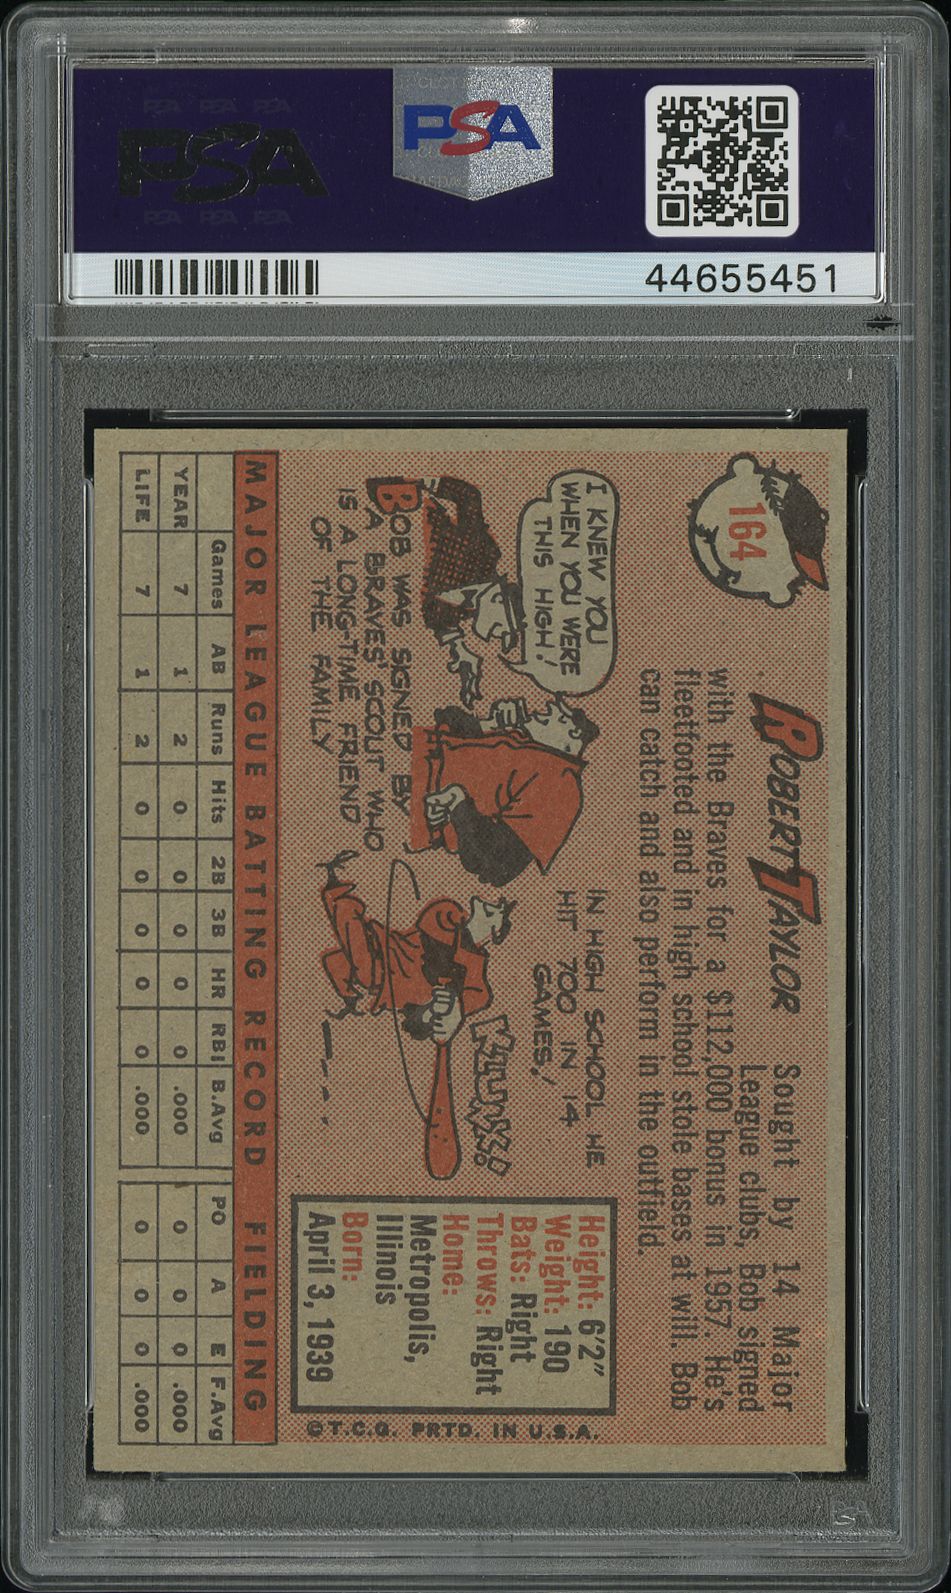 PSA
PSA
44655451
164
ROBERT TAYLOR
Sought by 14 Major
League clubs, Bob signed
with the Braves for a $112,000 bonus in 1957. He's
fleetfooted and in high school stole bases at will. Bob
can catch and also perform in the outfield.
I KNEW YOU
WHEN YOU WERE
THIS HIGH!
BOB WAS SIGNED BY
A BRAVES' SCOUT WHO
IS A LONG-TIME FRIEND
OF THE FAMILY
IN HIGH SCHOOL HE
HIT .700 IN 14
GAMES!
Height: 6'2"
Weight: 190
Bats: Right
Throws: Right
Home:
Metropolis,
Illinois
Born:
April 3, 1939
©T.C.G. PRTD. IN U.S.A.
MAJOR LEAGUE BATTING RECORD FIELDING
Games AB Runs Hits 2B 3B HR RBI B.Avg PO A E F.Avg
YEAR 7 1 2 0 0 0 0 0 .000 0 0 0 .000
LIFE 7 1 2 0 0 0 0 0 .000 0 0 0 .000